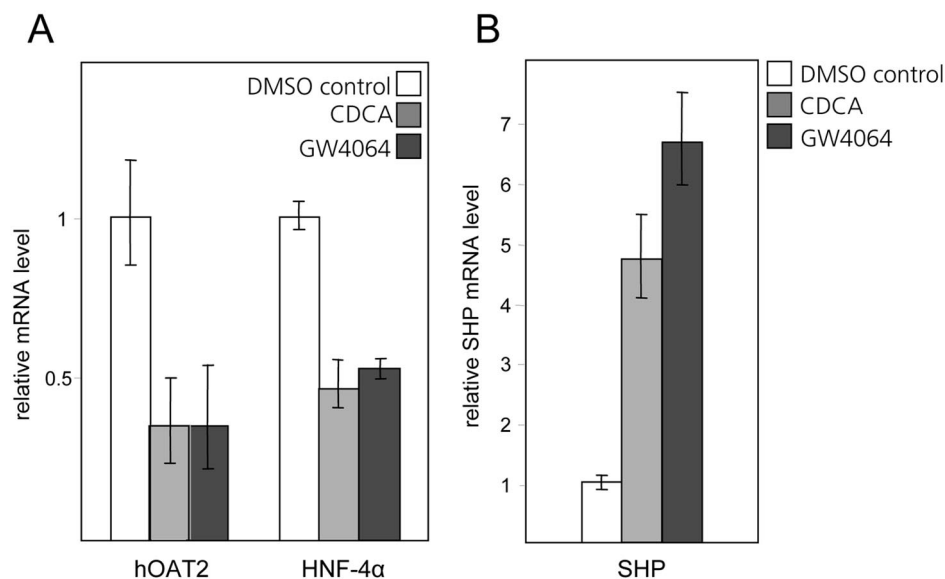 A
DMSO control
CDCA
GW4064
relative mRNA level
1
0.5
hOAT2
HNF-4α
B
DMSO control
CDCA
GW4064
relative SHP mRNA level
7
6
5
4
3
2
1
SHP